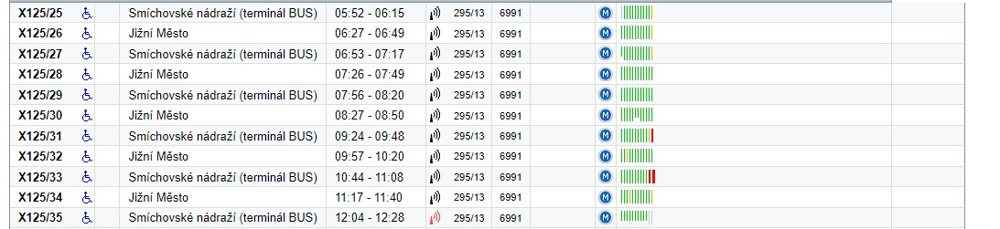 X125/25 Smíchovské nádraží (terminál BUS) 05:52 - 06:15 295/13 6991 M
X125/26 Jižní Město 06:27 - 06:49 295/13 6991 M
X125/27 Smíchovské nádraží (terminál BUS) 06:53 - 07:17 295/13 6991 M
X125/28 Jižní Město 07:26 - 07:49 295/13 6991 M
X125/29 Smíchovské nádraží (terminál BUS) 07:56 - 08:20 295/13 6991 M
X125/30 Jižní Město 08:27 - 08:50 295/13 6991 M
X125/31 Smíchovské nádraží (terminál BUS) 09:24 - 09:48 295/13 6991 M
X125/32 Jižní Město 09:57 - 10:20 295/13 6991 M
X125/33 Smíchovské nádraží (terminál BUS) 10:44 - 11:08 295/13 6991 M
X125/34 Jižní Město 11:17 - 11:40 295/13 6991 M
X125/35 Smíchovské nádraží (terminál BUS) 12:04 - 12:28 295/13 6991 M